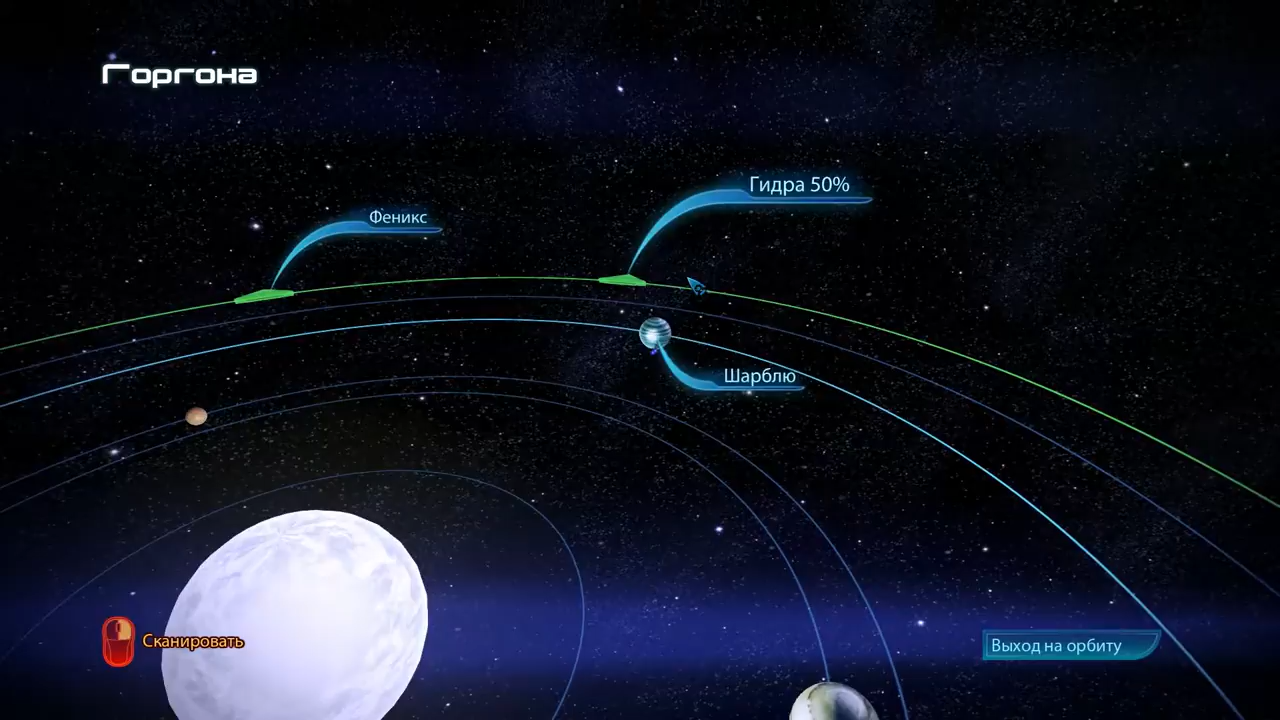 Горгона
Гидра 50%
Феникс
Шарблю
Сканировать
Выход на орбиту